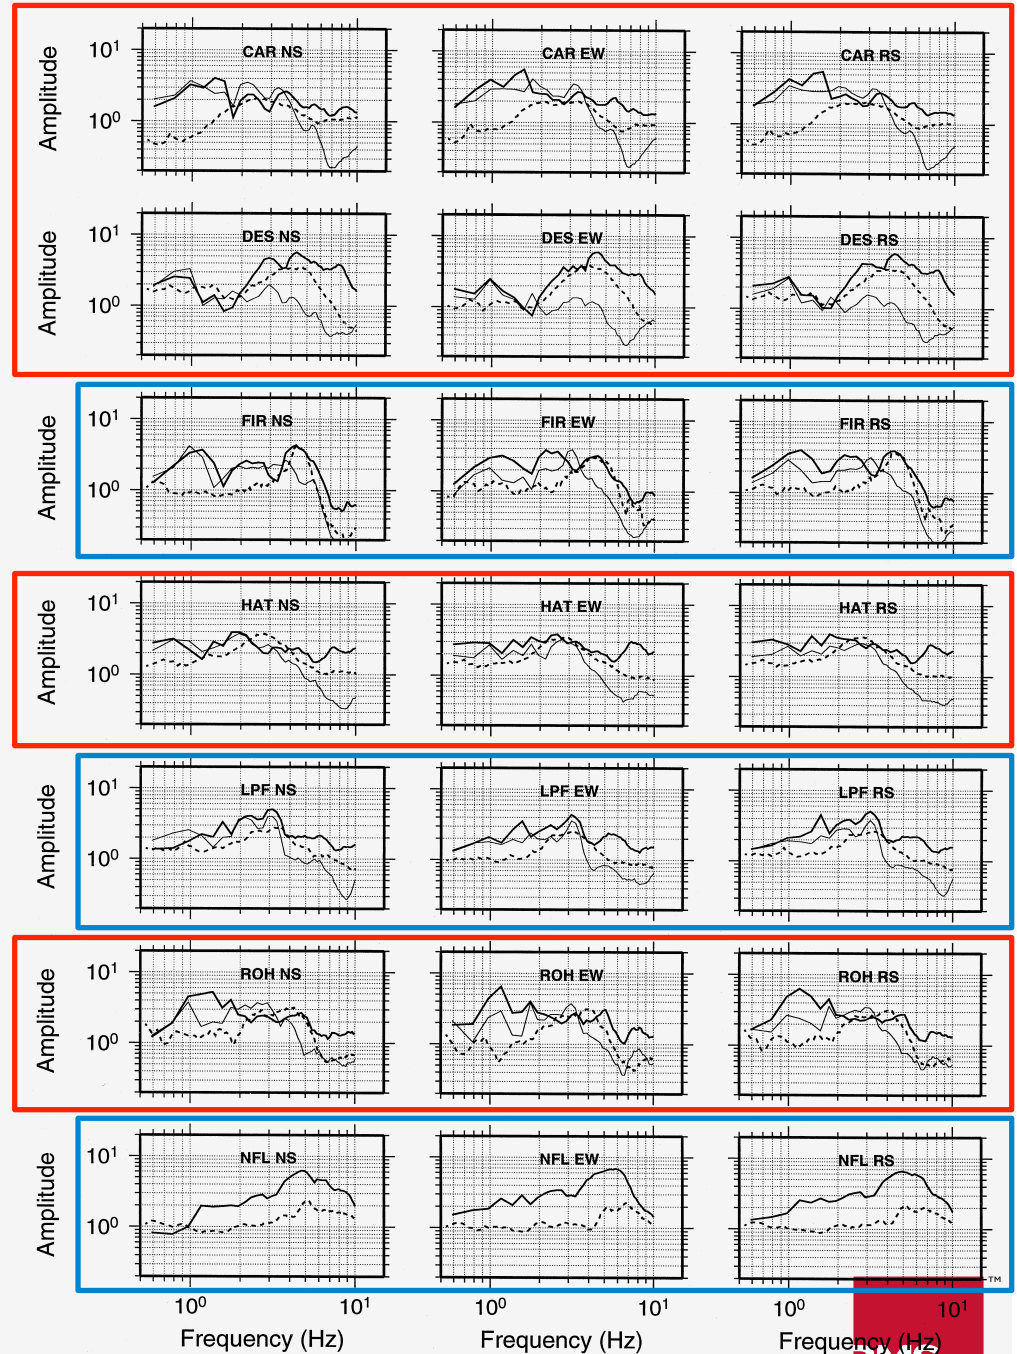 Amplitude 10¹ 10⁰ CAR NS CAR EW CAR RS
Amplitude 10¹ 10⁰ DES NS DES EW DES RS
Amplitude 10¹ 10⁰ FIR NS FIR EW FIR RS
Amplitude 10¹ 10⁰ HAT NS HAT EW HAT RS
Amplitude 10¹ 10⁰ LPF NS LPF EW LPF RS
Amplitude 10¹ 10⁰ ROH NS ROH EW ROH RS
Amplitude 10¹ 10⁰ NFL NS NFL EW NFL RS
™
10⁰ 10¹ 10⁰ 10¹ 10⁰ 10¹
Frequency (Hz) Frequency (Hz) Frequency (Hz)